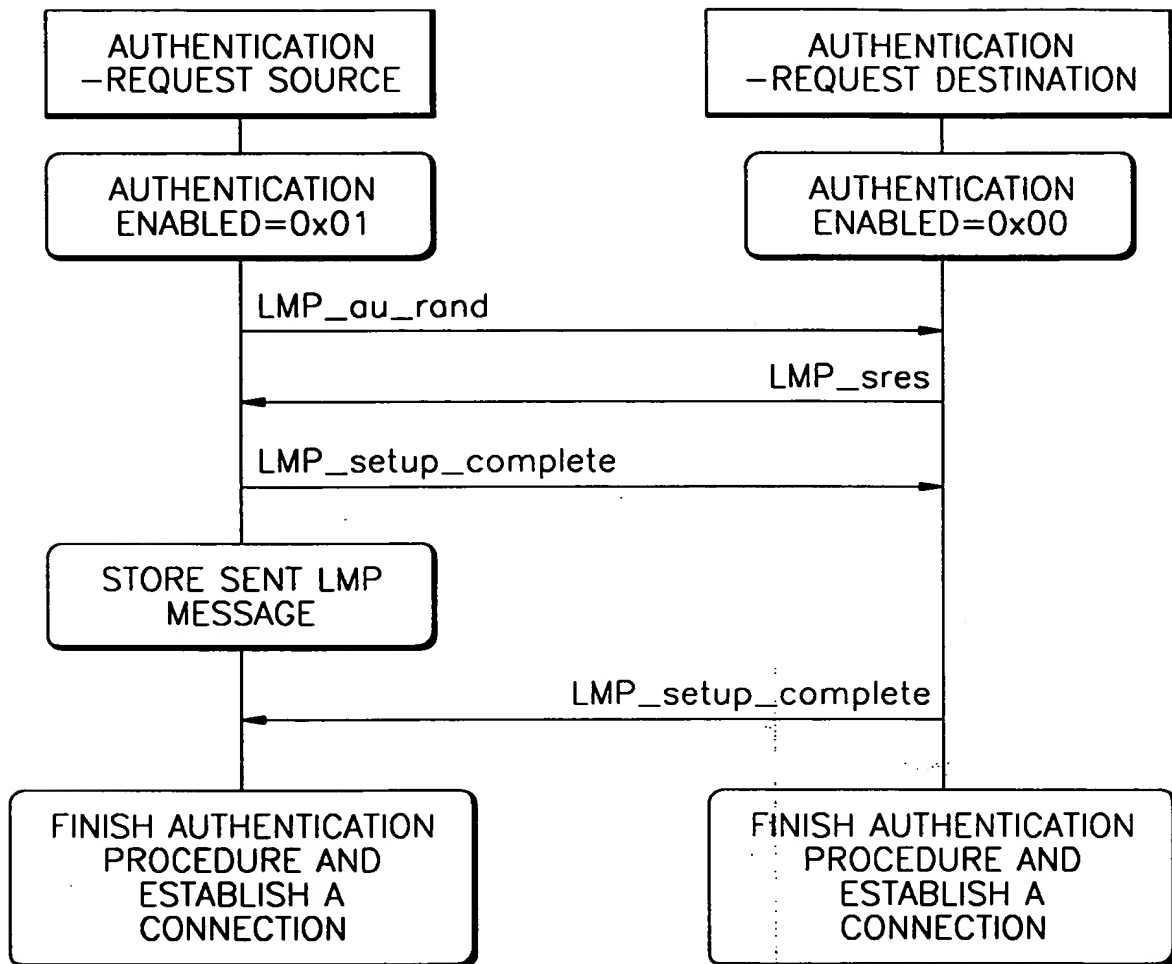 AUTHENTICATION
-REQUEST SOURCE
AUTHENTICATION
-REQUEST DESTINATION
AUTHENTICATION
ENABLED=0x01
AUTHENTICATION
ENABLED=0x00
LMP_au_rand
LMP_sres
LMP_setup_complete
STORE SENT LMP
MESSAGE
LMP_setup_complete
FINISH AUTHENTICATION
PROCEDURE AND
ESTABLISH A
CONNECTION
FINISH AUTHENTICATION
PROCEDURE AND
ESTABLISH A
CONNECTION